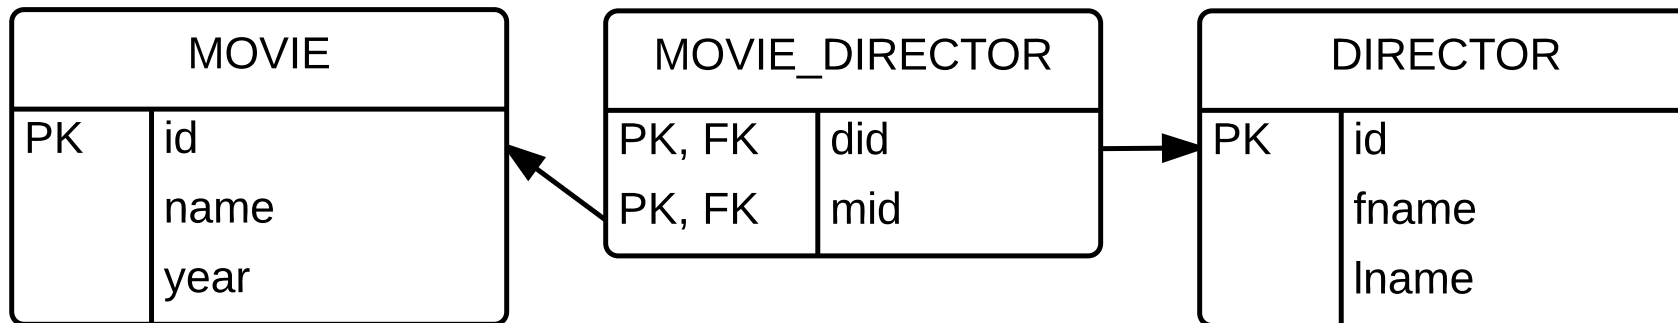 MOVIE
PK id
name
year
MOVIE_DIRECTOR
PK, FK did
PK, FK mid
DIRECTOR
PK id
fname
lname